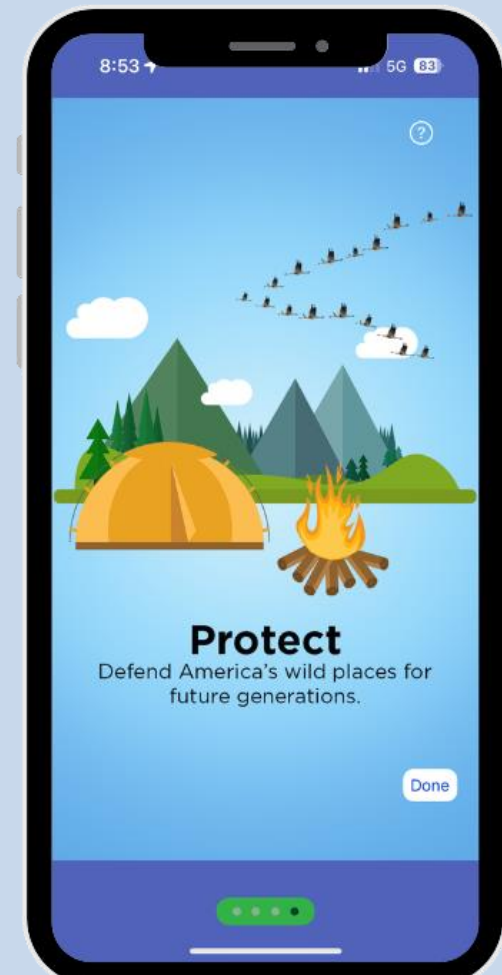 8:53
5G 83
?
Protect
Defend America's wild places for
future generations.
Done